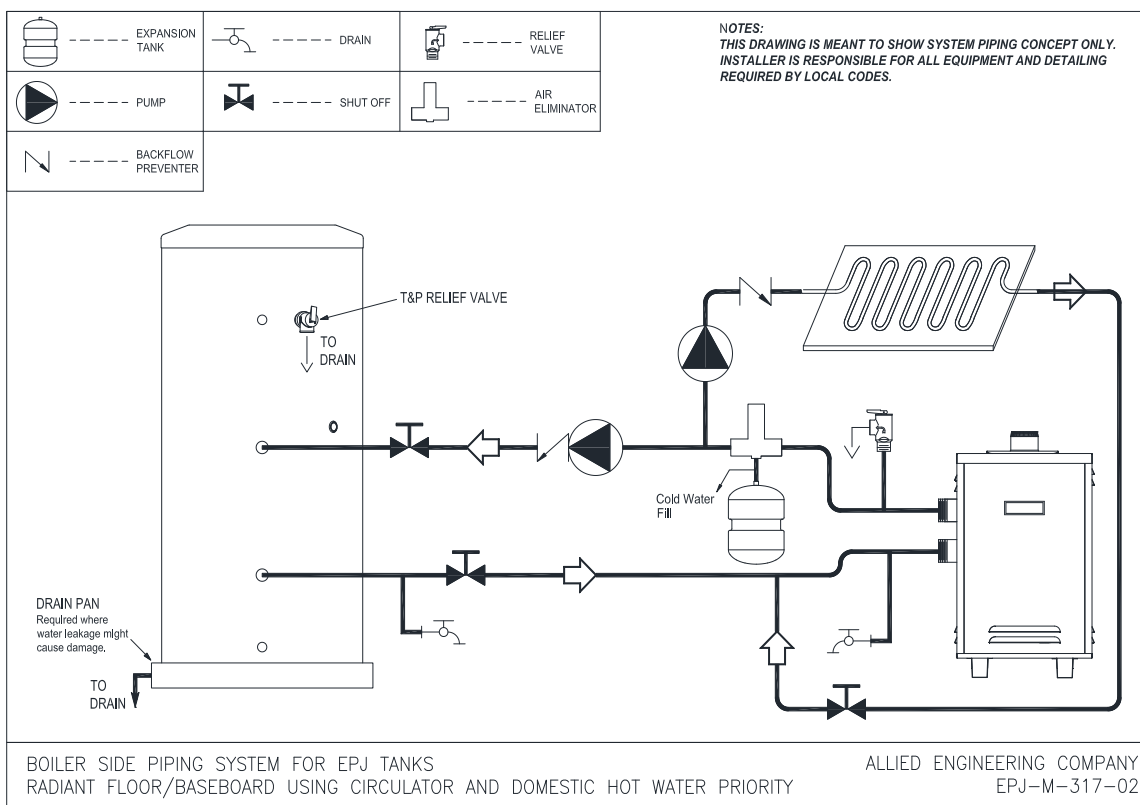 EXPANSION
TANK
DRAIN
RELIEF
VALVE
PUMP
SHUT OFF
AIR
ELIMINATOR
BACKFLOW
PREVENTER
NOTES:
THIS DRAWING IS MEANT TO SHOW SYSTEM PIPING CONCEPT ONLY.
INSTALLER IS RESPONSIBLE FOR ALL EQUIPMENT AND DETAILING
REQUIRED BY LOCAL CODES.
T&P RELIEF VALVE
TO
DRAIN
Cold Water
Fill
DRAIN PAN
Required where
water leakage might
cause damage.
TO
DRAIN
BOILER SIDE PIPING SYSTEM FOR EPJ TANKS
RADIANT FLOOR/BASEBOARD USING CIRCULATOR AND DOMESTIC HOT WATER PRIORITY
ALLIED ENGINEERING COMPANY
EPJ-M-317-02